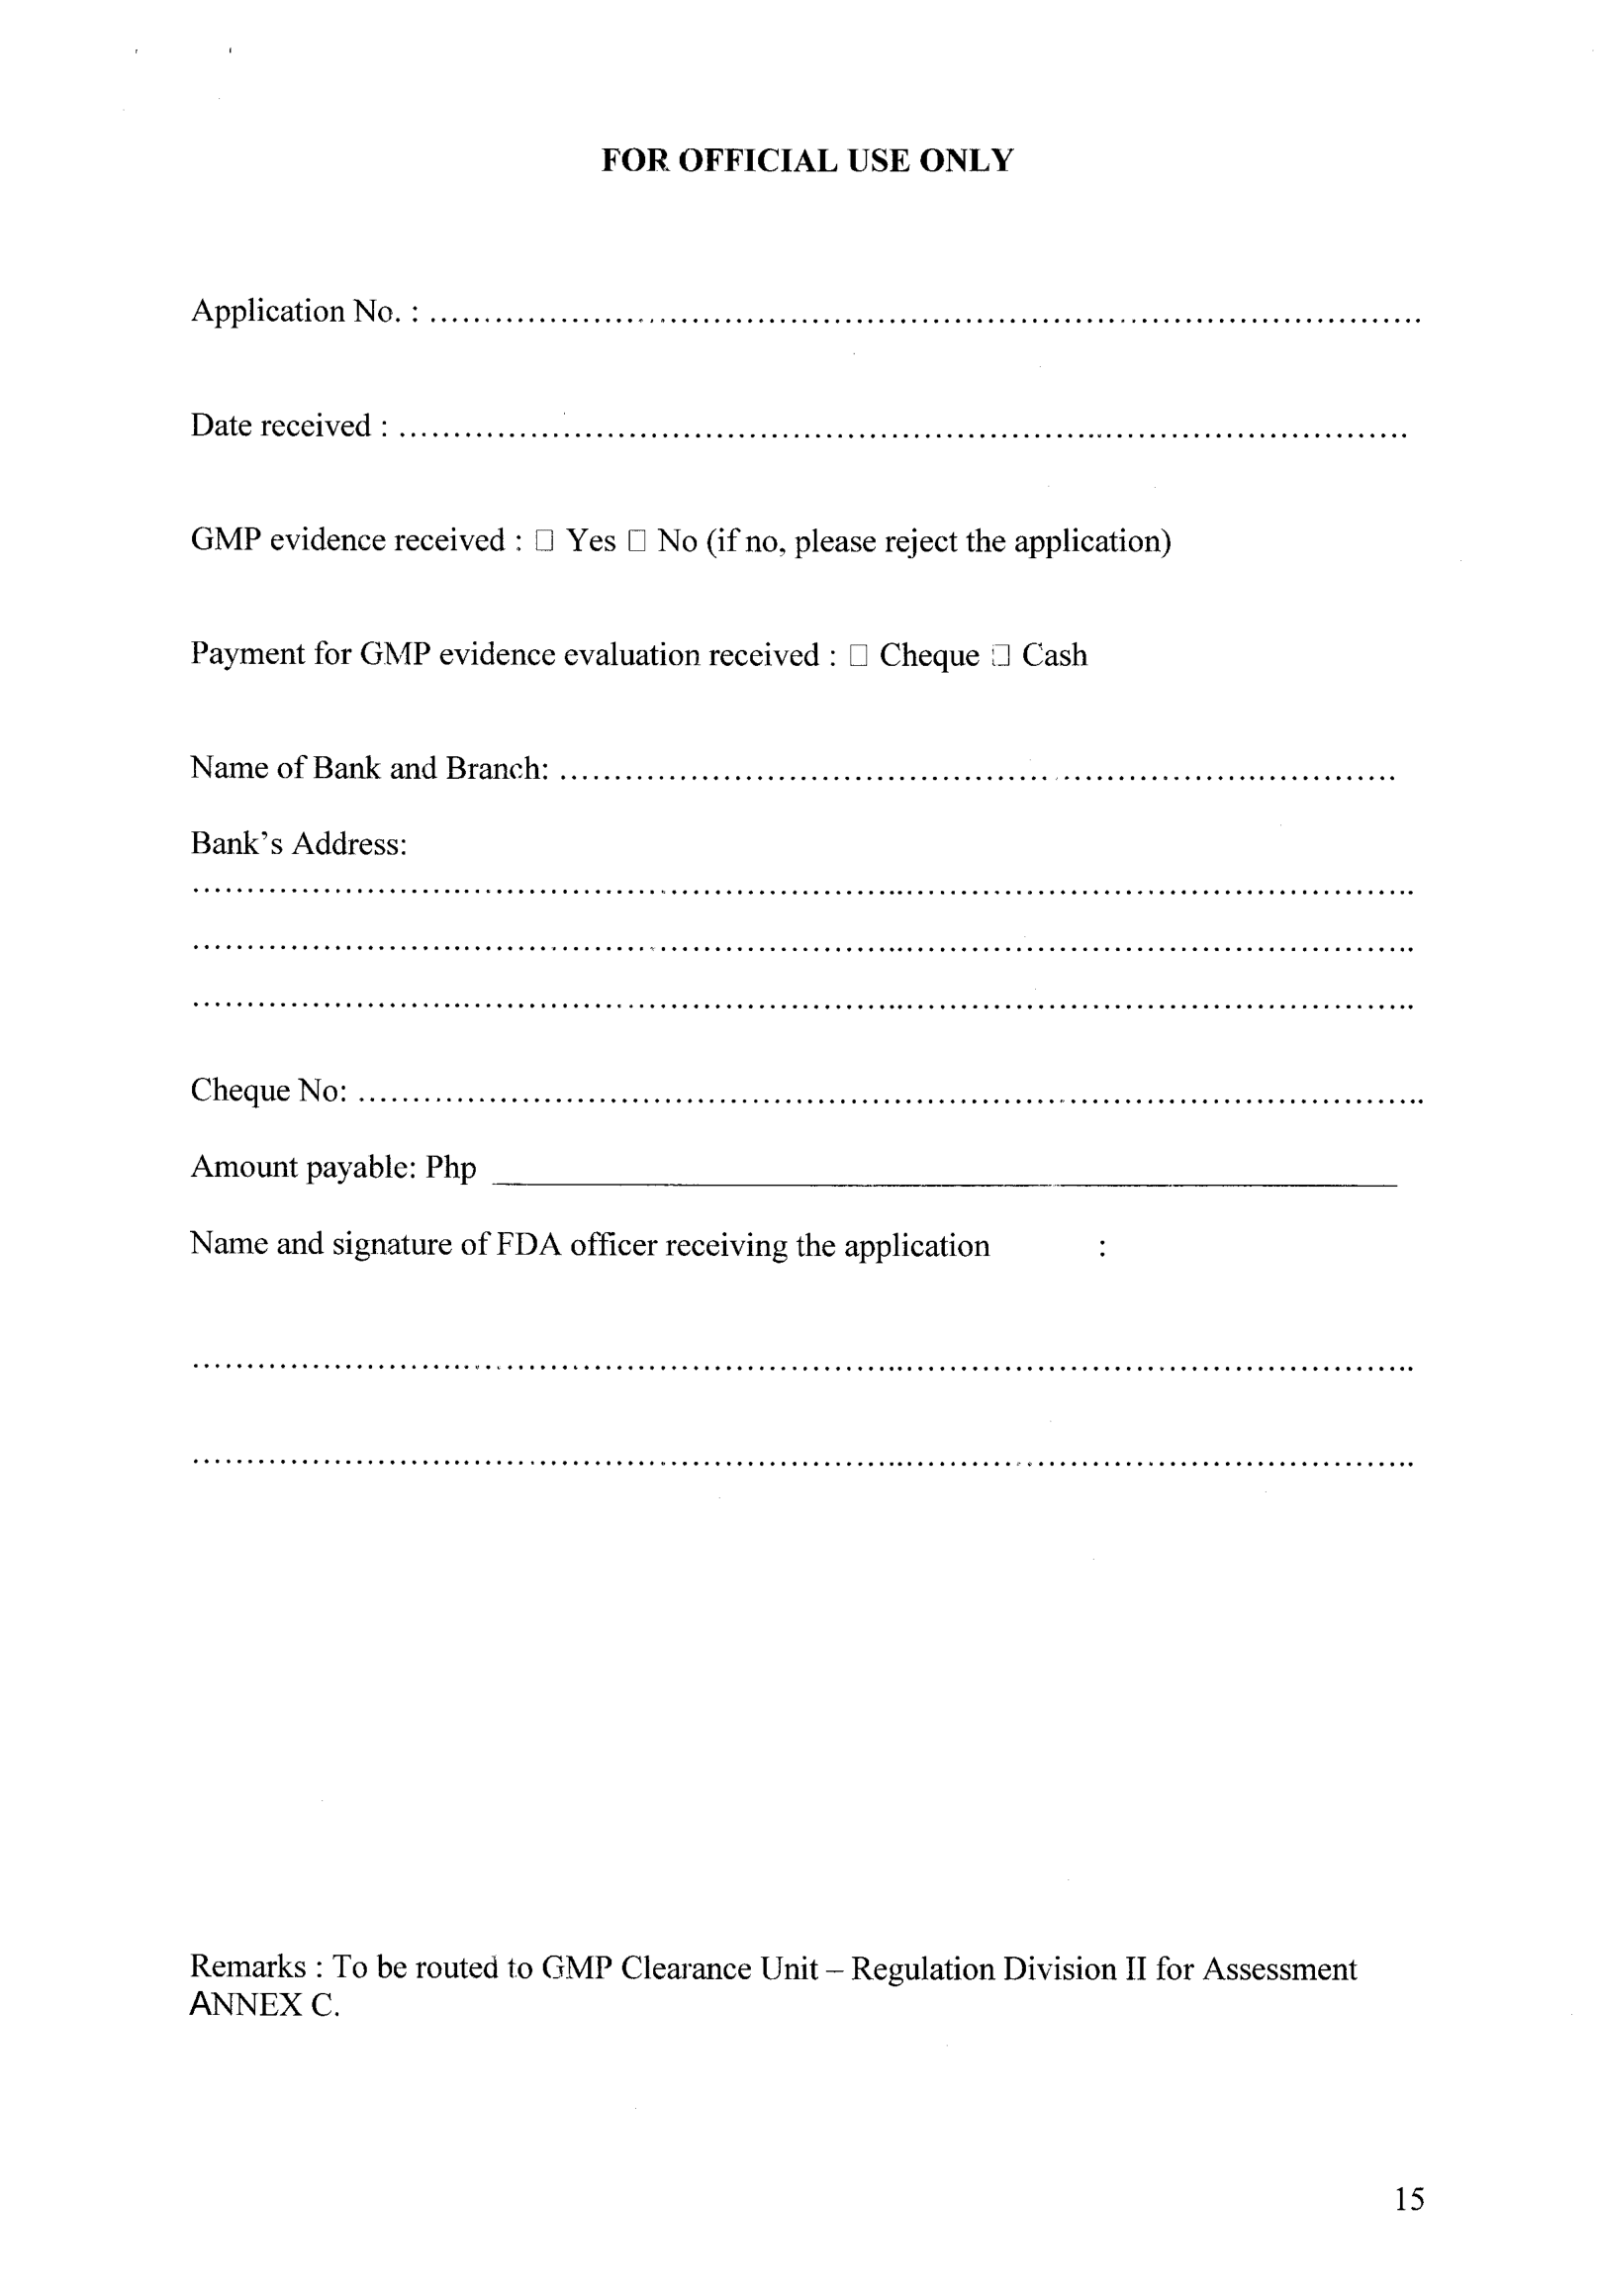 FOR OFFICIAL USE ONLY
Application No. : ........................................................................................................
Date received : ........................................................................................................
GMP evidence received : ☐ Yes ☐ No (if no, please reject the application)
Payment for GMP evidence evaluation received : ☐ Cheque ☐ Cash
Name of Bank and Branch: ........................................................................................
Bank's Address:
................................................................................................................................
................................................................................................................................
................................................................................................................................
Cheque No: ................................................................................................................
Amount payable: Php ____________________________________________
Name and signature of FDA officer receiving the application :
................................................................................................................................
................................................................................................................................
Remarks : To be routed to GMP Clearance Unit – Regulation Division II for Assessment
ANNEX C.
15